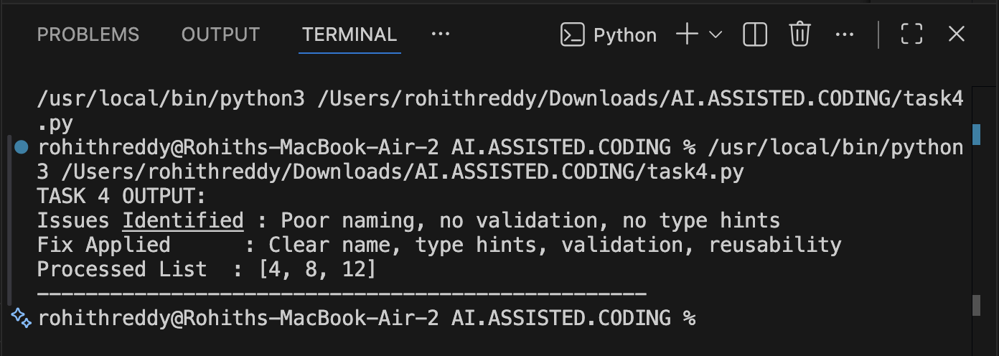 PROBLEMS OUTPUT TERMINAL ··· Python
/usr/local/bin/python3 /Users/rohithreddy/Downloads/AI.ASSISTED.CODING/task4
.py
rohithreddy@Rohiths-MacBook-Air-2 AI.ASSISTED.CODING % /usr/local/bin/python
3 /Users/rohithreddy/Downloads/AI.ASSISTED.CODING/task4.py
TASK 4 OUTPUT:
Issues Identified : Poor naming, no validation, no type hints
Fix Applied      : Clear name, type hints, validation, reusability
Processed List  : [4, 8, 12]
--------------------------------------------------
rohithreddy@Rohiths-MacBook-Air-2 AI.ASSISTED.CODING %